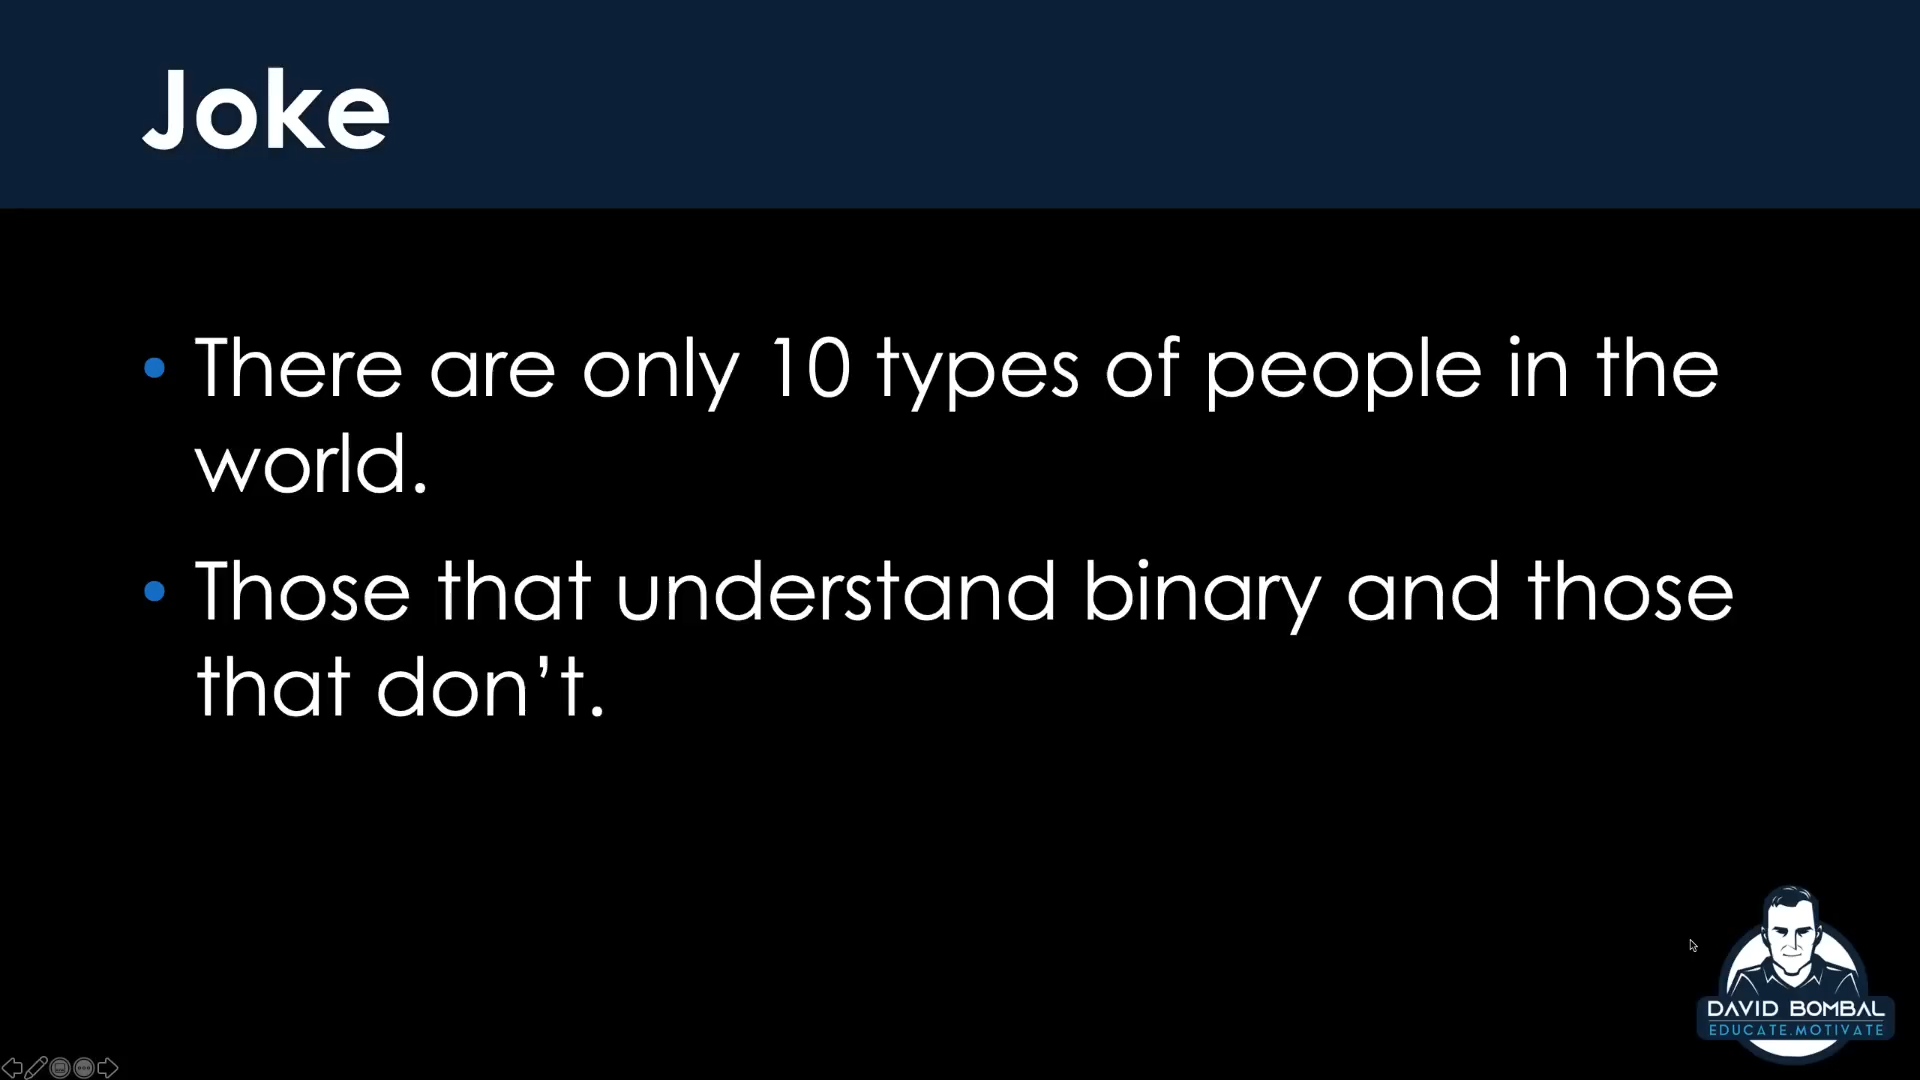 Joke
• There are only 10 types of people in the
world.
• Those that understand binary and those
that don’t.
DAVID BOMBAL
EDUCATE.MOTIVATE